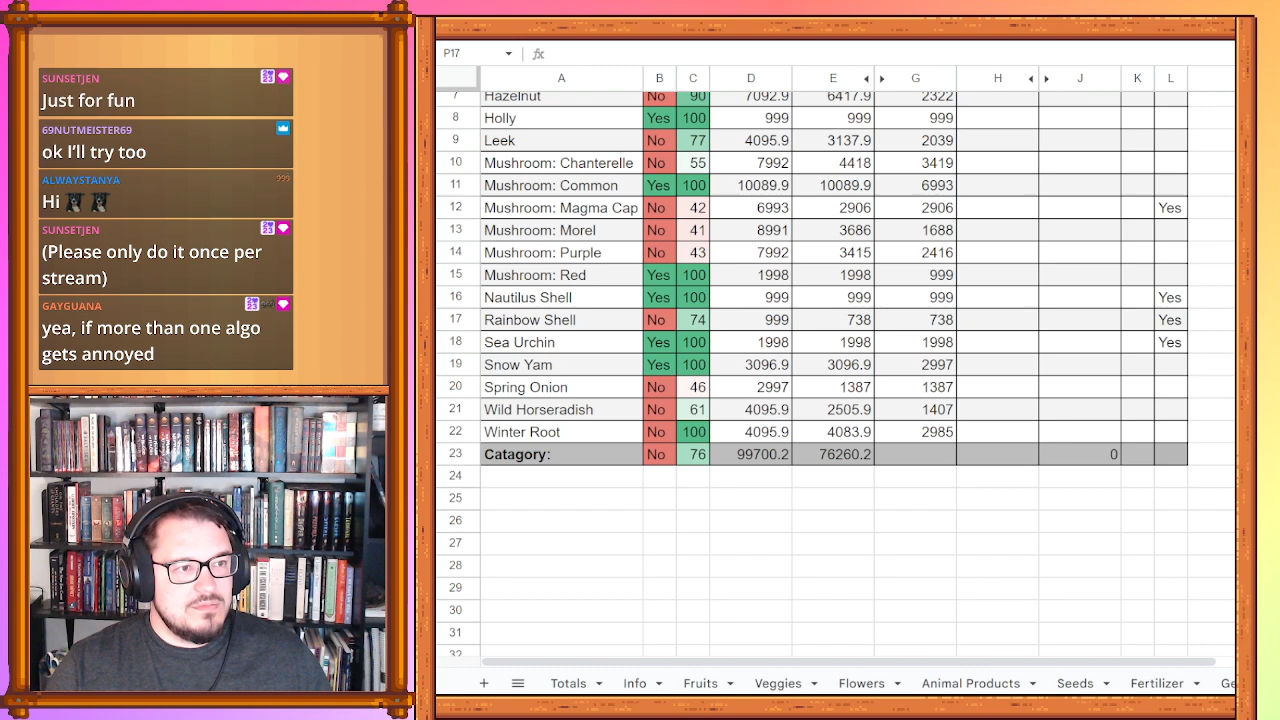 SUNSETJEN
Just for fun
69NUTMEISTER69
ok I'll try too
ALWAYSTANYA
999
Hi
SUNSETJEN
(Please only do it once per
stream)
GAYGUANA
yea, if more than one algo
gets annoyed
P17
fx
A B C D E G H J K L
7 Hazelnut No 90 7092.9 6417.9 2322
8 Holly Yes 100 999 999 999
9 Leek No 77 4095.9 3137.9 2039
10 Mushroom: Chanterelle No 55 7992 4418 3419
11 Mushroom: Common Yes 100 10089.9 10089.9 6993
12 Mushroom: Magma Cap No 42 6993 2906 2906 Yes
13 Mushroom: Morel No 41 8991 3686 1688
14 Mushroom: Purple No 43 7992 3415 2416
15 Mushroom: Red Yes 100 1998 1998 999
16 Nautilus Shell Yes 100 999 999 999 Yes
17 Rainbow Shell No 74 999 738 738 Yes
18 Sea Urchin Yes 100 1998 1998 1998 Yes
19 Snow Yam Yes 100 3096.9 3096.9 2997
20 Spring Onion No 46 2997 1387 1387
21 Wild Horseradish No 61 4095.9 2505.9 1407
22 Winter Root No 100 4095.9 4083.9 2985
23 Catagory: No 76 99700.2 76260.2 0
24
25
26
27
28
29
30
31
32
+ Totals Info Fruits Veggies Flowers Animal Products Seeds Fertilizer Ge